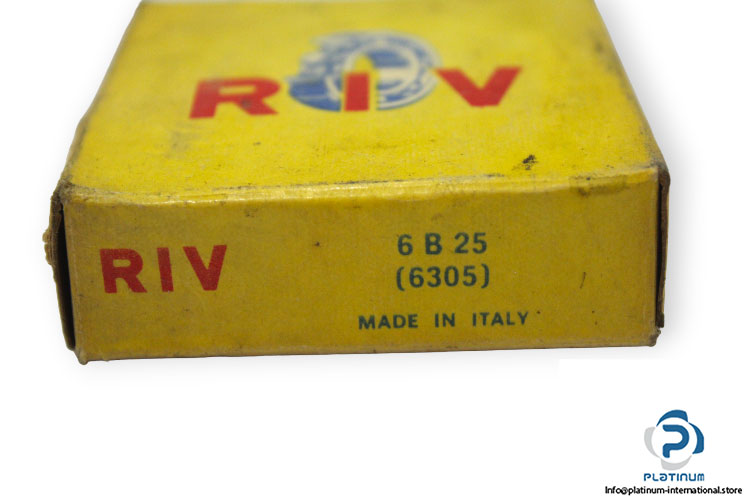 RIV
RIV
6 B 25
(6305)
MADE IN ITALY
PLATINUM
Info@platinum-international.store